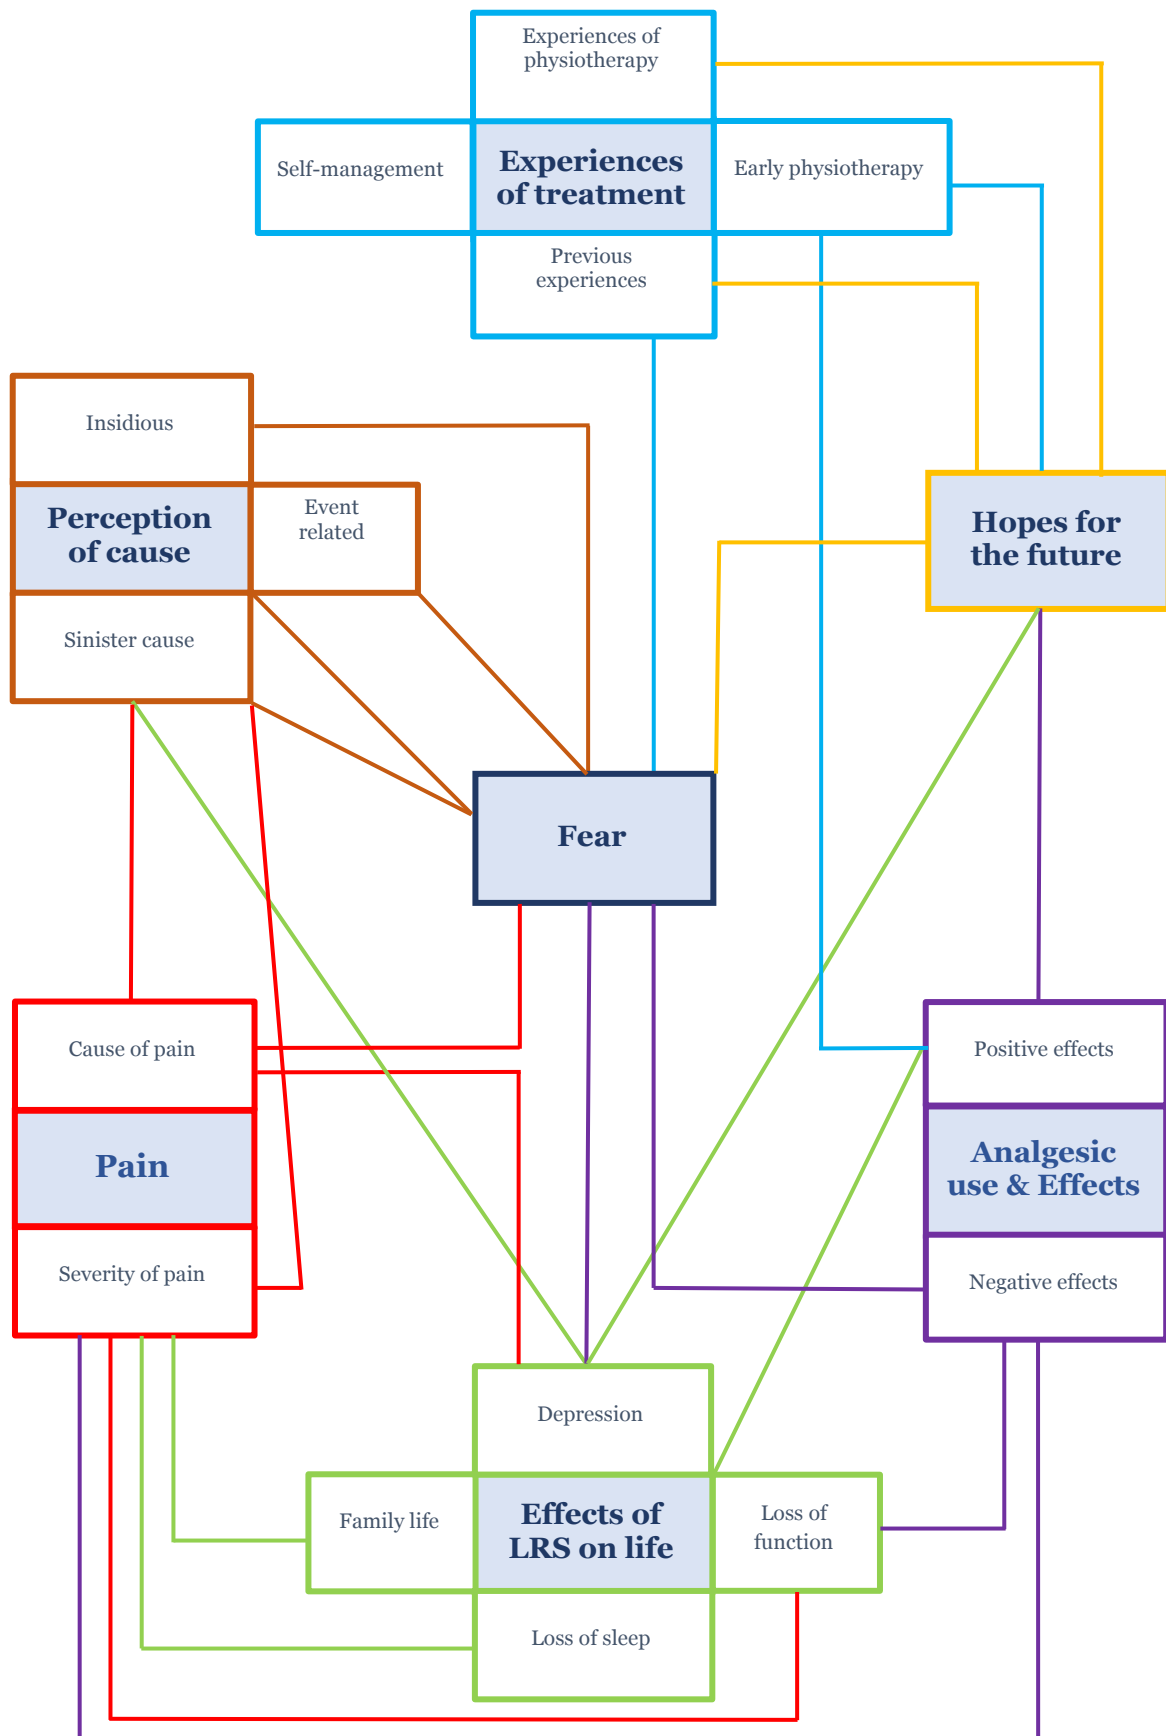 Experiences of
physiotherapy
Self-management
Experiences
of treatment
Early physiotherapy
Previous
experiences
Insidious
Perception
of cause
Event
related
Sinister cause
Hopes for
the future
Fear
Cause of pain
Pain
Severity of pain
Positive effects
Analgesic
use & Effects
Negative effects
Depression
Family life
Effects of
LRS on life
Loss of
function
Loss of sleep